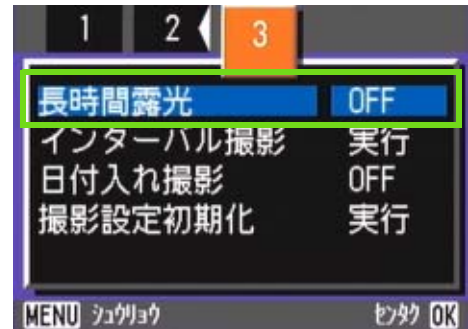 1 2 3
長時間露光 OFF
インターバル撮影 実行
日付入れ撮影 OFF
撮影設定初期化 実行
MENU ｼｭｳﾘｮｳ ｾﾝﾀｸ OK